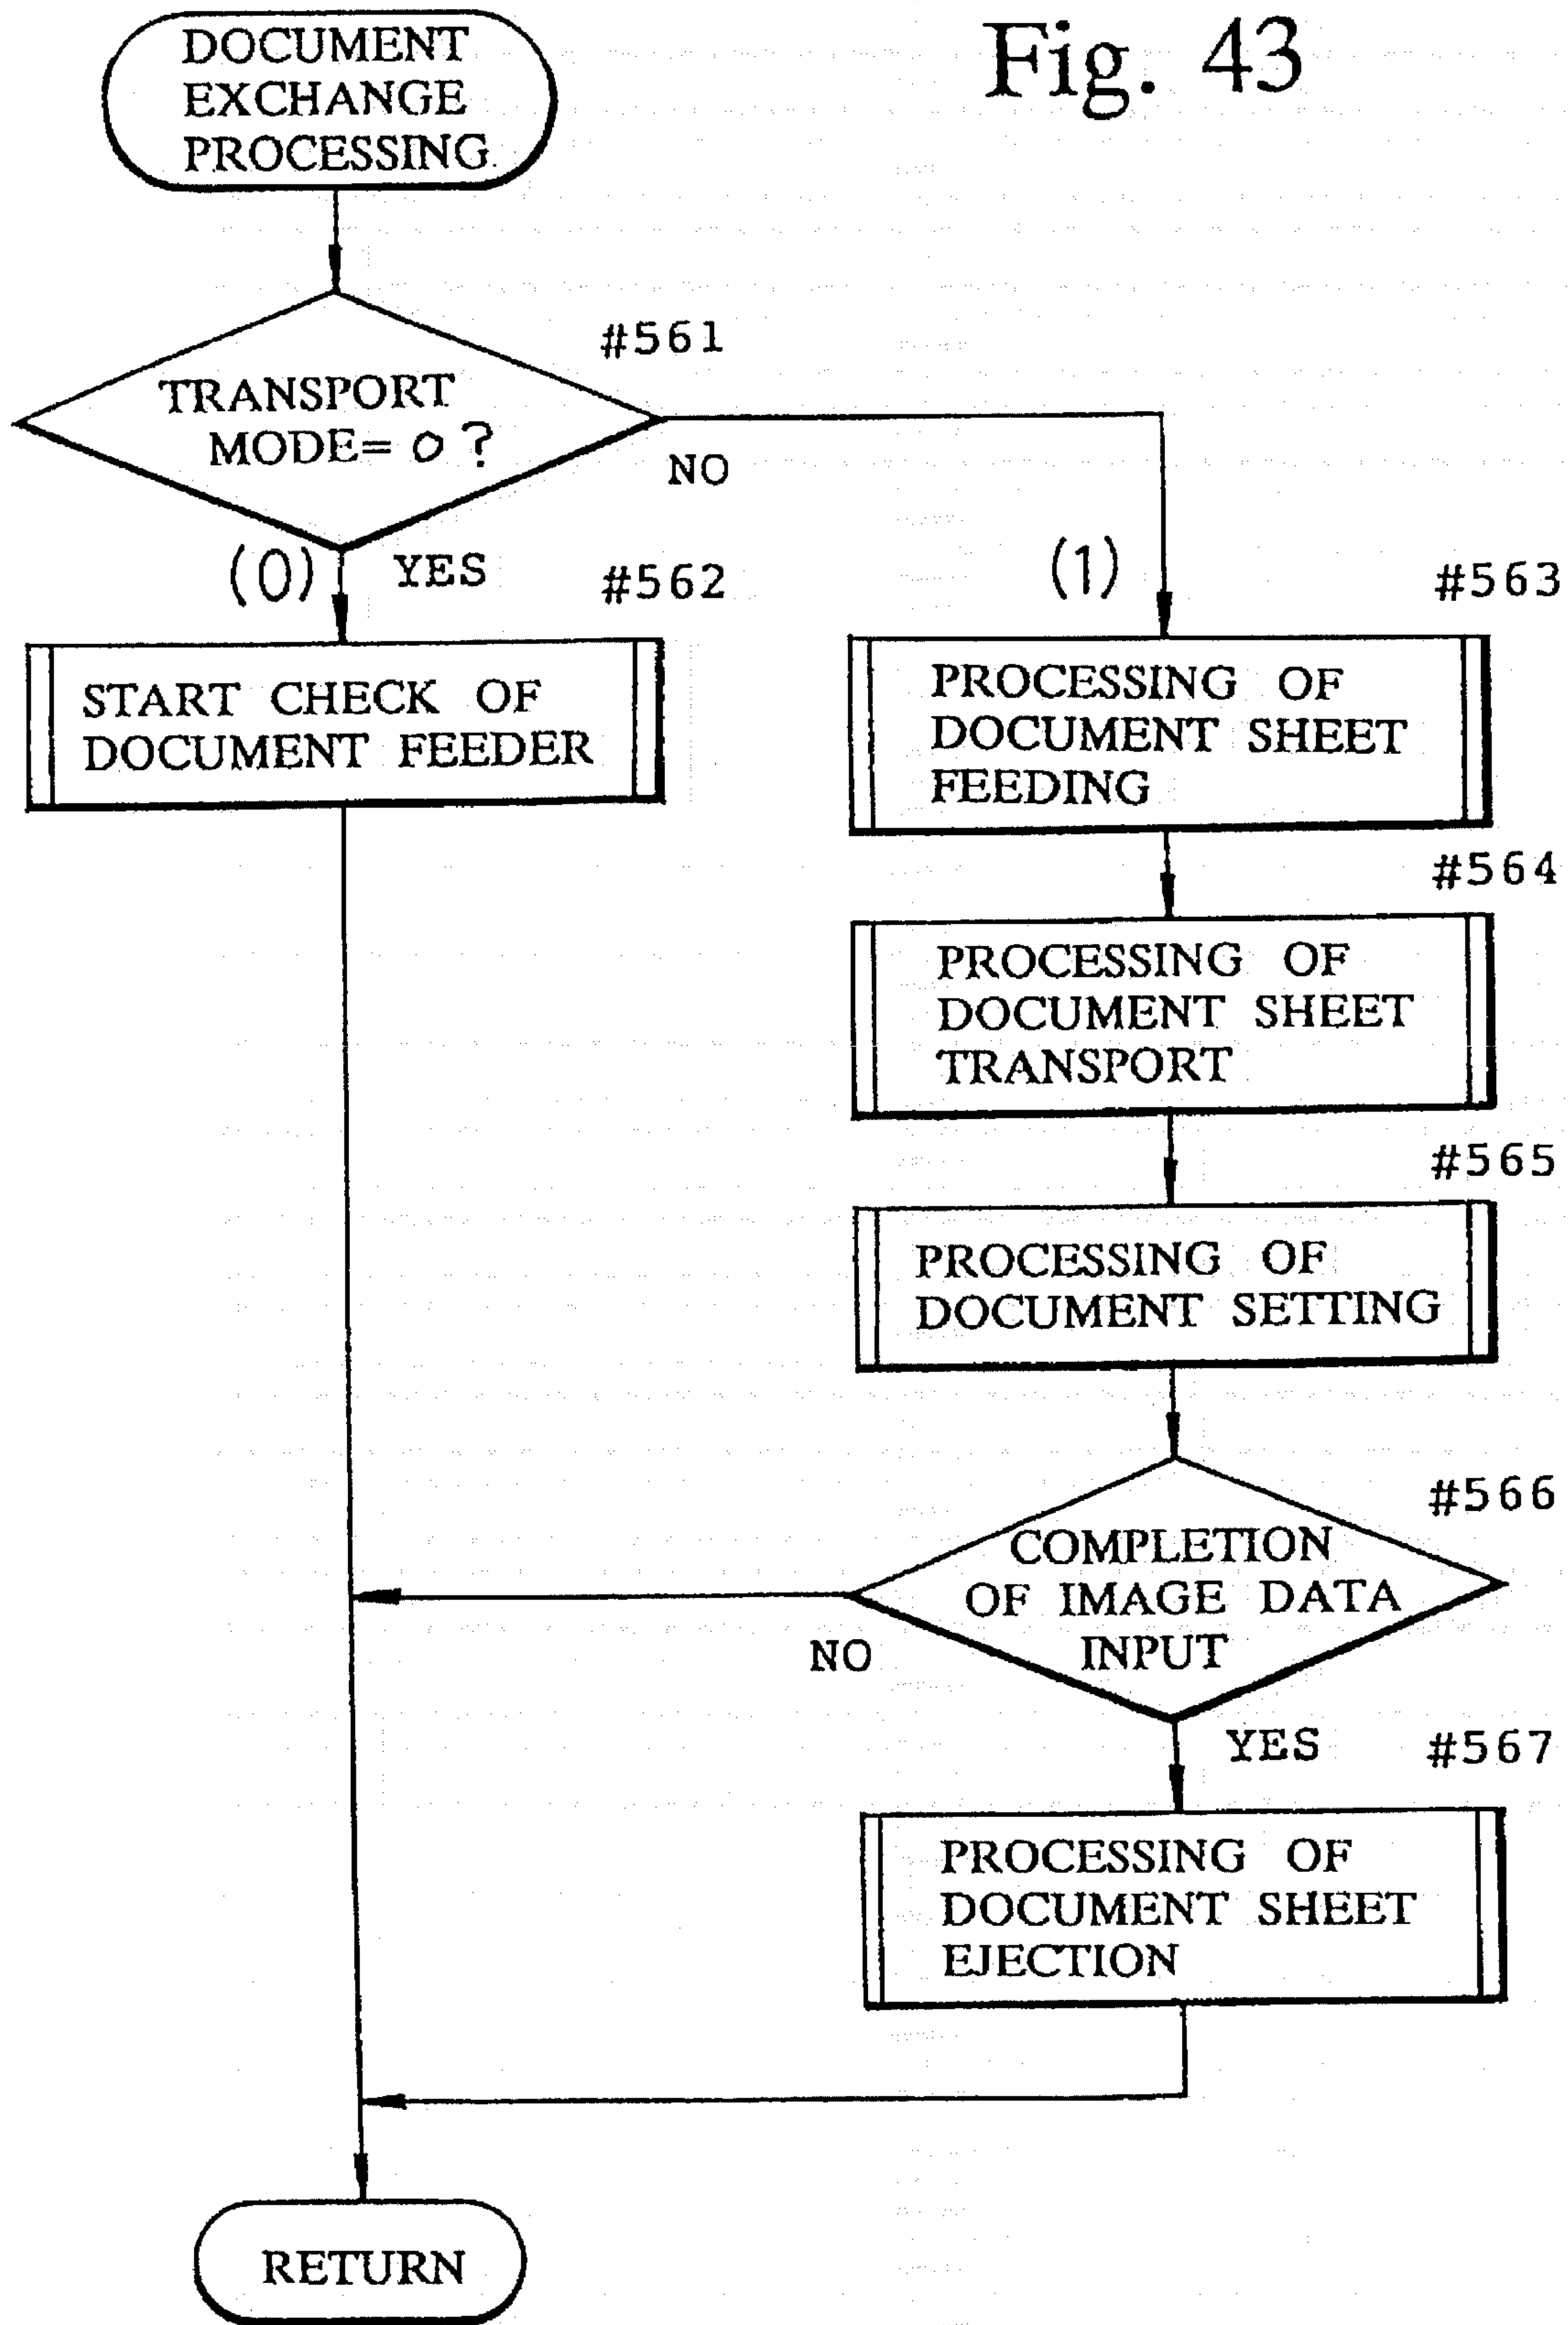 Fig. 43
DOCUMENT
EXCHANGE
PROCESSING
#561
TRANSPORT
MODE= 0 ?
NO
(0) YES
#562
START CHECK OF
DOCUMENT FEEDER
(1)
#563
PROCESSING OF
DOCUMENT SHEET
FEEDING
#564
PROCESSING OF
DOCUMENT SHEET
TRANSPORT
#565
PROCESSING OF
DOCUMENT SETTING
#566
COMPLETION
OF IMAGE DATA
INPUT
NO
YES
#567
PROCESSING OF
DOCUMENT SHEET
EJECTION
RETURN